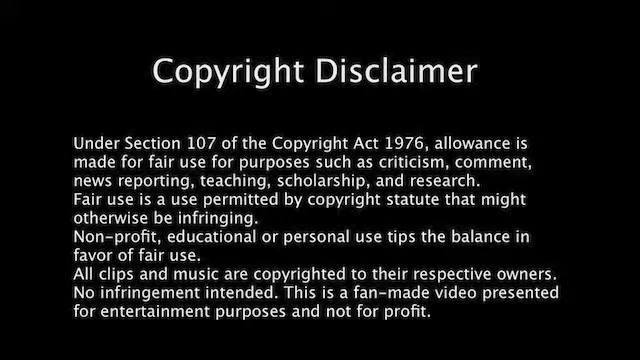 Copyright Disclaimer
Under Section 107 of the Copyright Act 1976, allowance is
made for fair use for purposes such as criticism, comment,
news reporting, teaching, scholarship, and research.
Fair use is a use permitted by copyright statute that might
otherwise be infringing.
Non-profit, educational or personal use tips the balance in
favor of fair use.
All clips and music are copyrighted to their respective owners.
No infringement intended. This is a fan-made video presented
for entertainment purposes and not for profit.